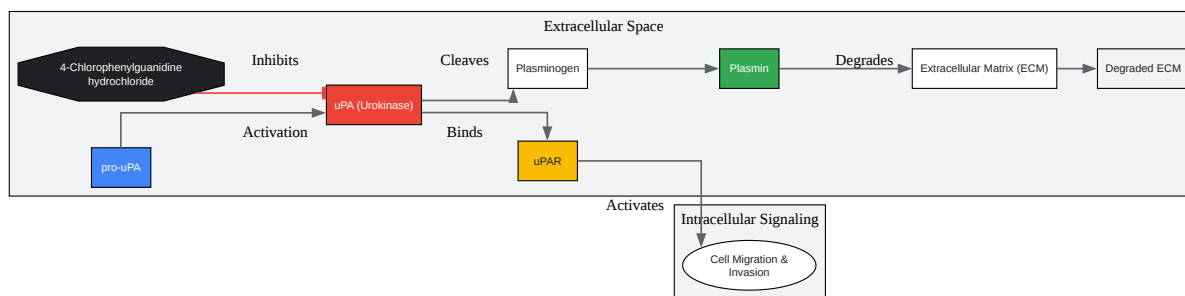 Extracellular Space
4-Chlorophenylguanidine
hydrochloride
Inhibits
Cleaves
Plasminogen
Plasmin
Degrades
Extracellular Matrix (ECM)
Degraded ECM
uPA (Urokinase)
Activation
Binds
pro-uPA
uPAR
Activates
Intracellular Signaling
Cell Migration &
Invasion